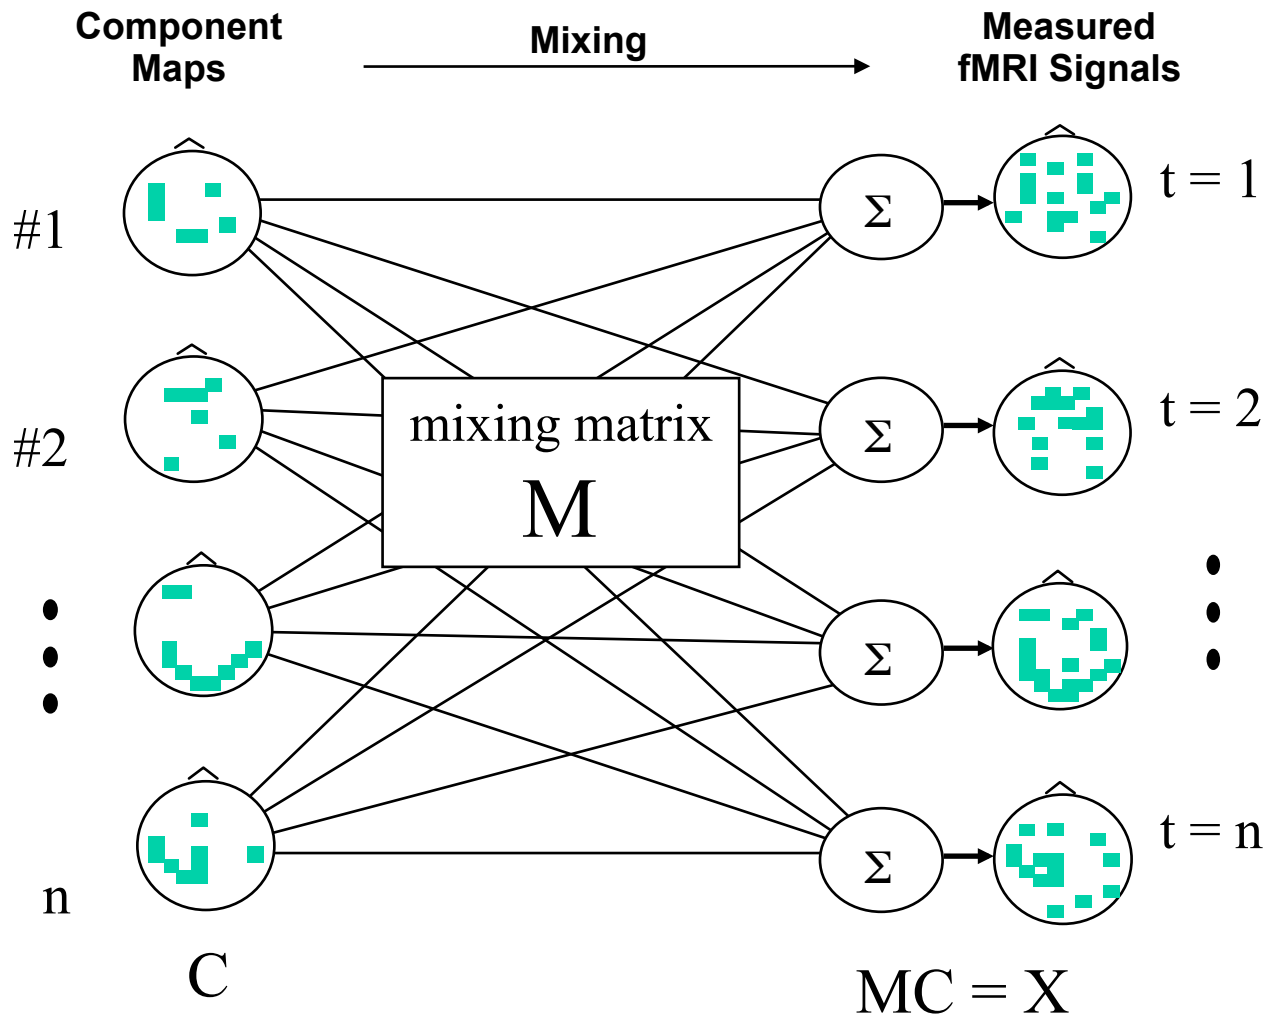 Component
Maps
Mixing
Measured
fMRI Signals
#1
Σ
t = 1
#2
mixing matrix
M
Σ
t = 2
Σ
n
Σ
t = n
C
MC = X